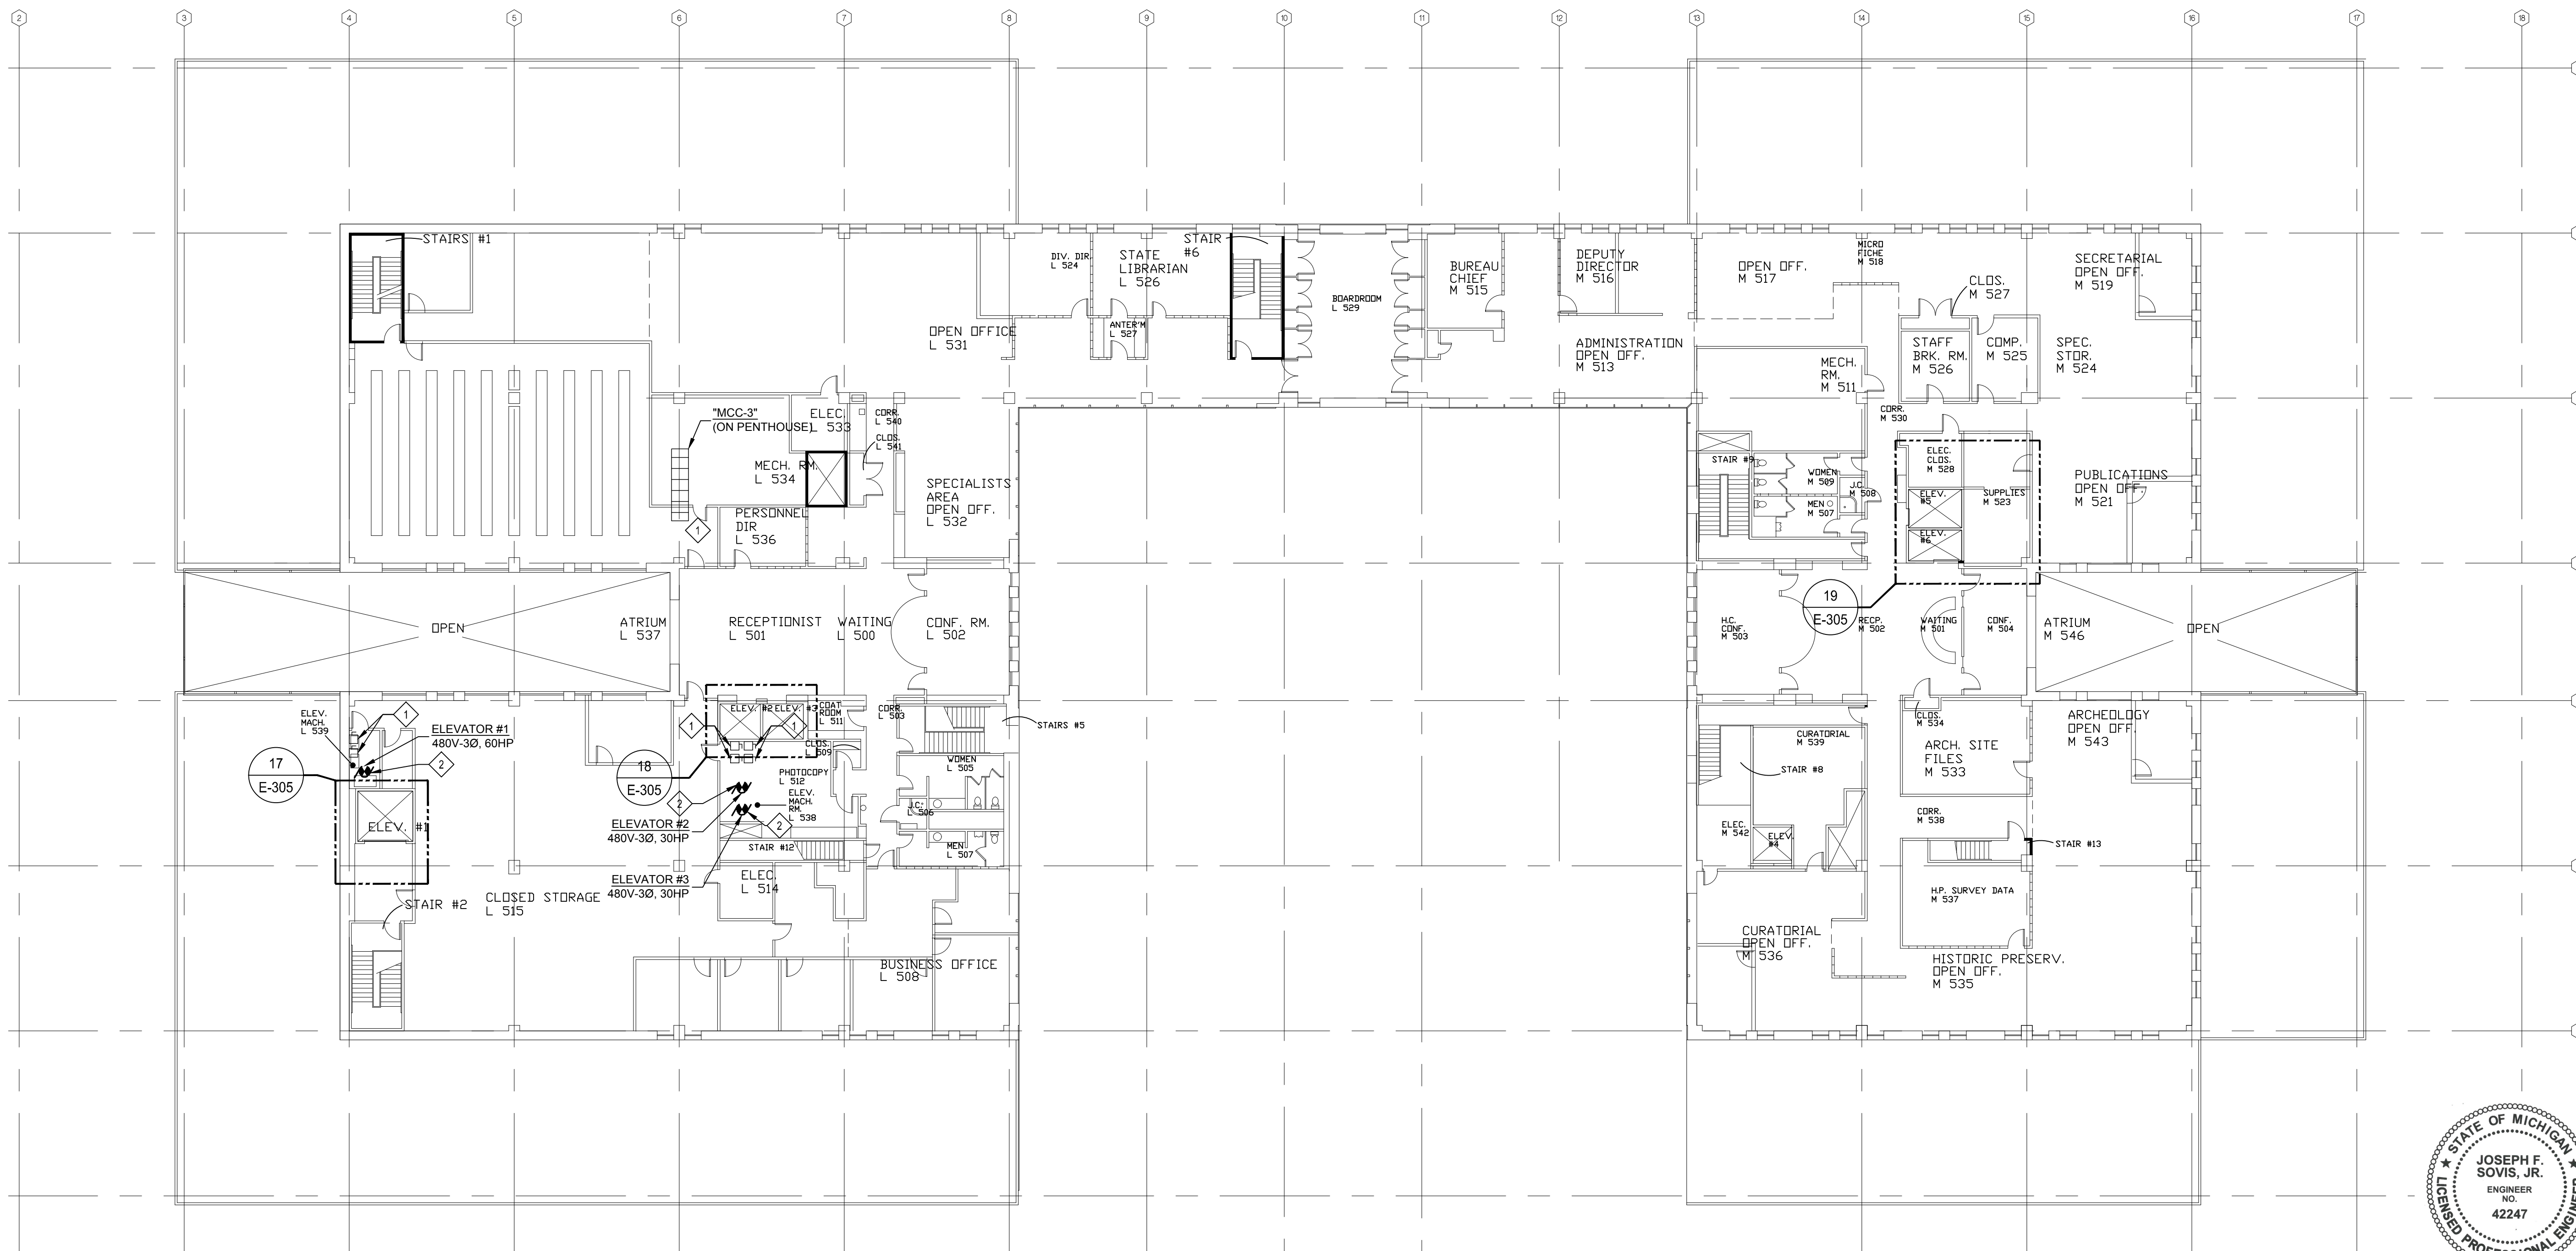 2 3 4 5 6 7 8 9 10 11 12 13 14 15 16 17 18
STAIRS #1
DIV. DIR.
L 524
STATE
LIBRARIAN
L 526
STAIR
#6
ANTER'M
L 527
BOARDROOM
L 529
BUREAU
CHIEF
M 515
DEPUTY
DIRECTOR
M 516
OPEN OFF.
M 517
MICRO
FICHE
M 518
CLOS.
M 527
SECRETARIAL
OPEN OFF.
M 519
OPEN OFFICE
L 531
ADMINISTRATION
OPEN OFF.
M 513
MECH.
RM.
M 511
STAFF
BRK. RM.
M 526
COMP.
M 525
SPEC.
STOR.
M 524
"MCC-3"
(ON PENTHOUSE)
ELEC.
L 533
CORR.
L 540
CLOS.
L 541
MECH. RM.
L 534
SPECIALISTS
AREA
OPEN OFF.
L 532
PERSONNEL
DIR
L 536
1
CORR.
M 530
STAIR #9
WOMEN
M 509
MEN
M 507
J.C.
M 508
ELEC.
CLOS.
M 528
ELEV.
#5
ELEV.
#6
SUPPLIES
M 523
PUBLICATIONS
OPEN OFF.
M 521
OPEN
ATRIUM
L 537
RECEPTIONIST
L 501
WAITING
L 500
CONF. RM.
L 502
19
E-305
H.C.
CONF.
M 503
RECP.
M 502
WAITING
M 501
CONF.
M 504
ATRIUM
M 546
OPEN
ELEV.
MACH.
L 539
1
ELEVATOR #1
480V-3Ø, 60HP
2
17
E-305
ELEV. #1
STAIR #2
CLOSED STORAGE
L 515
ELEV. #2
ELEV. #3
1
1
COAT
ROOM
L 511
CORR.
L 503
STAIRS #5
CLOS.
L 509
18
E-305
PHOTOCOPY
L 512
ELEV.
MACH.
RM.
L 538
2
2
ELEVATOR #2
480V-3Ø, 30HP
WOMEN
L 505
J.C.
L 506
MEN
L 507
STAIR #12
ELEVATOR #3
480V-3Ø, 30HP
ELEC.
L 514
BUSINESS OFFICE
L 508
CURATORIAL
M 539
STAIR #8
ELEC.
M 542
ELEV.
#4
CLOS.
M 534
ARCH. SITE
FILES
M 533
ARCHEOLOGY
OPEN OFF.
M 543
CORR.
M 538
STAIR #13
H.P. SURVEY DATA
M 537
CURATORIAL
OPEN OFF.
M 536
HISTORIC PRESERV.
OPEN OFF.
M 535
STATE OF MICHIGAN
JOSEPH F.
SOVIS, JR.
ENGINEER
NO.
42247
LICENSED PROFESSIONAL ENGINEER